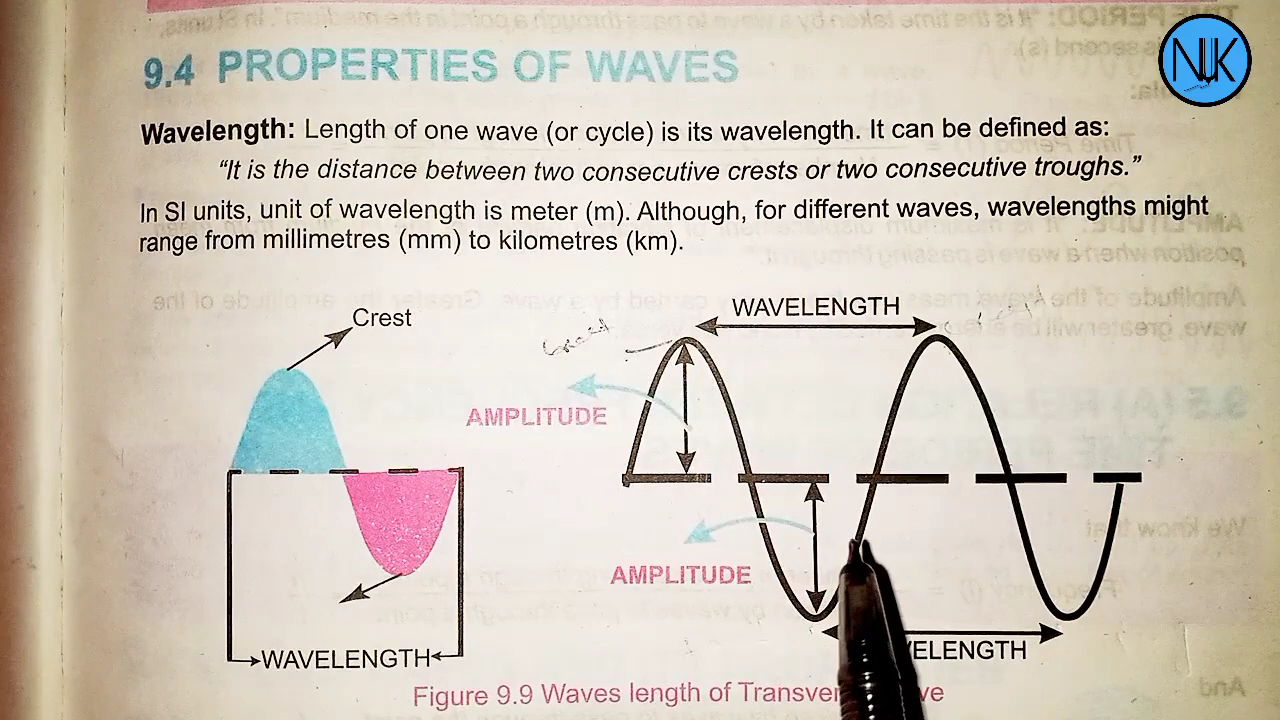 NJK
9.4 PROPERTIES OF WAVES
Wavelength: Length of one wave (or cycle) is its wavelength. It can be defined as:
“It is the distance between two consecutive crests or two consecutive troughs.”
In SI units, unit of wavelength is meter (m). Although, for different waves, wavelengths might
range from millimetres (mm) to kilometres (km).
Crest
WAVELENGTH
AMPLITUDE
AMPLITUDE
WAVELENGTH
VELENGTH
Figure 9.9 Waves length of Transver ve